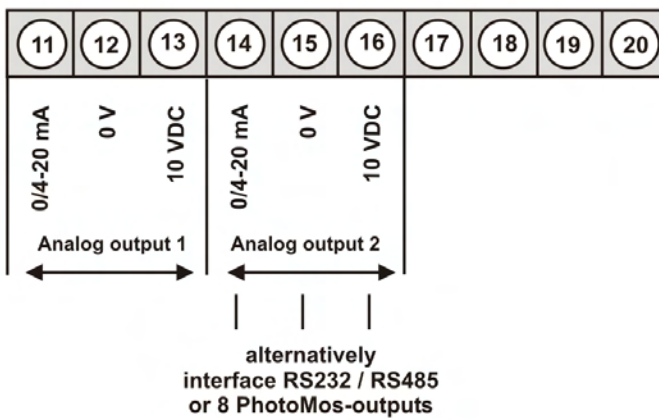 11 12 13 14 15 16 17 18 19 20
0/4-20 mA 0 V 10 VDC 0/4-20 mA 0 V 10 VDC
Analog output 1 Analog output 2
alternatively
interface RS232 / RS485
or 8 PhotoMos-outputs